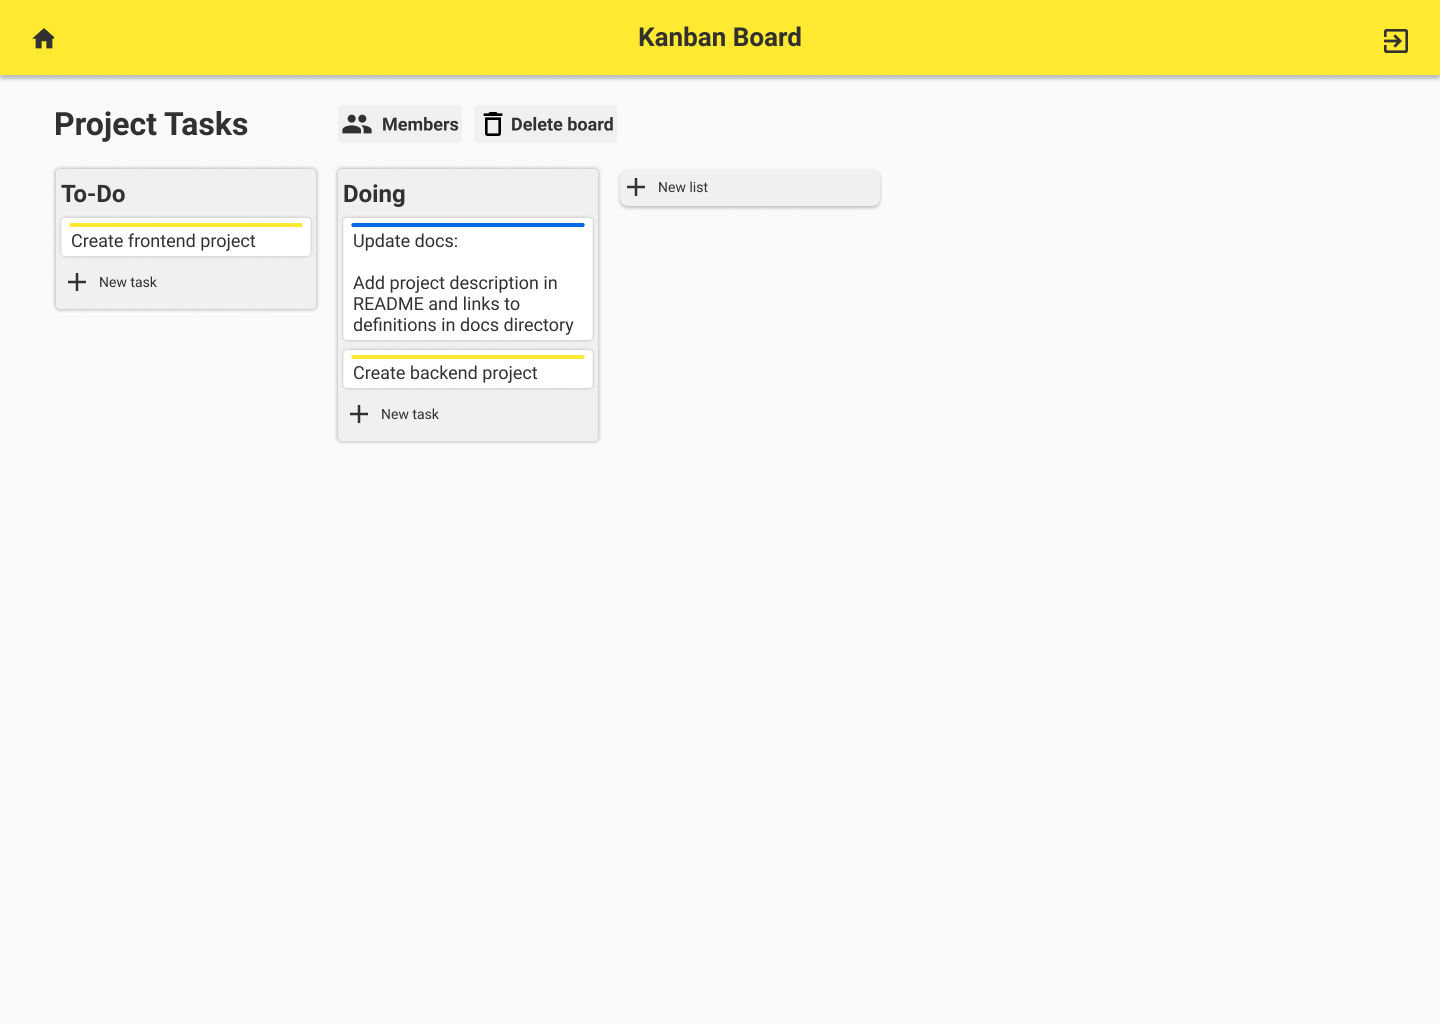 Kanban Board
Project Tasks
Members
Delete board
To-Do
Create frontend project
New task
Doing
Update docs:
Add project description in
README and links to
definitions in docs directory
Create backend project
New task
New list